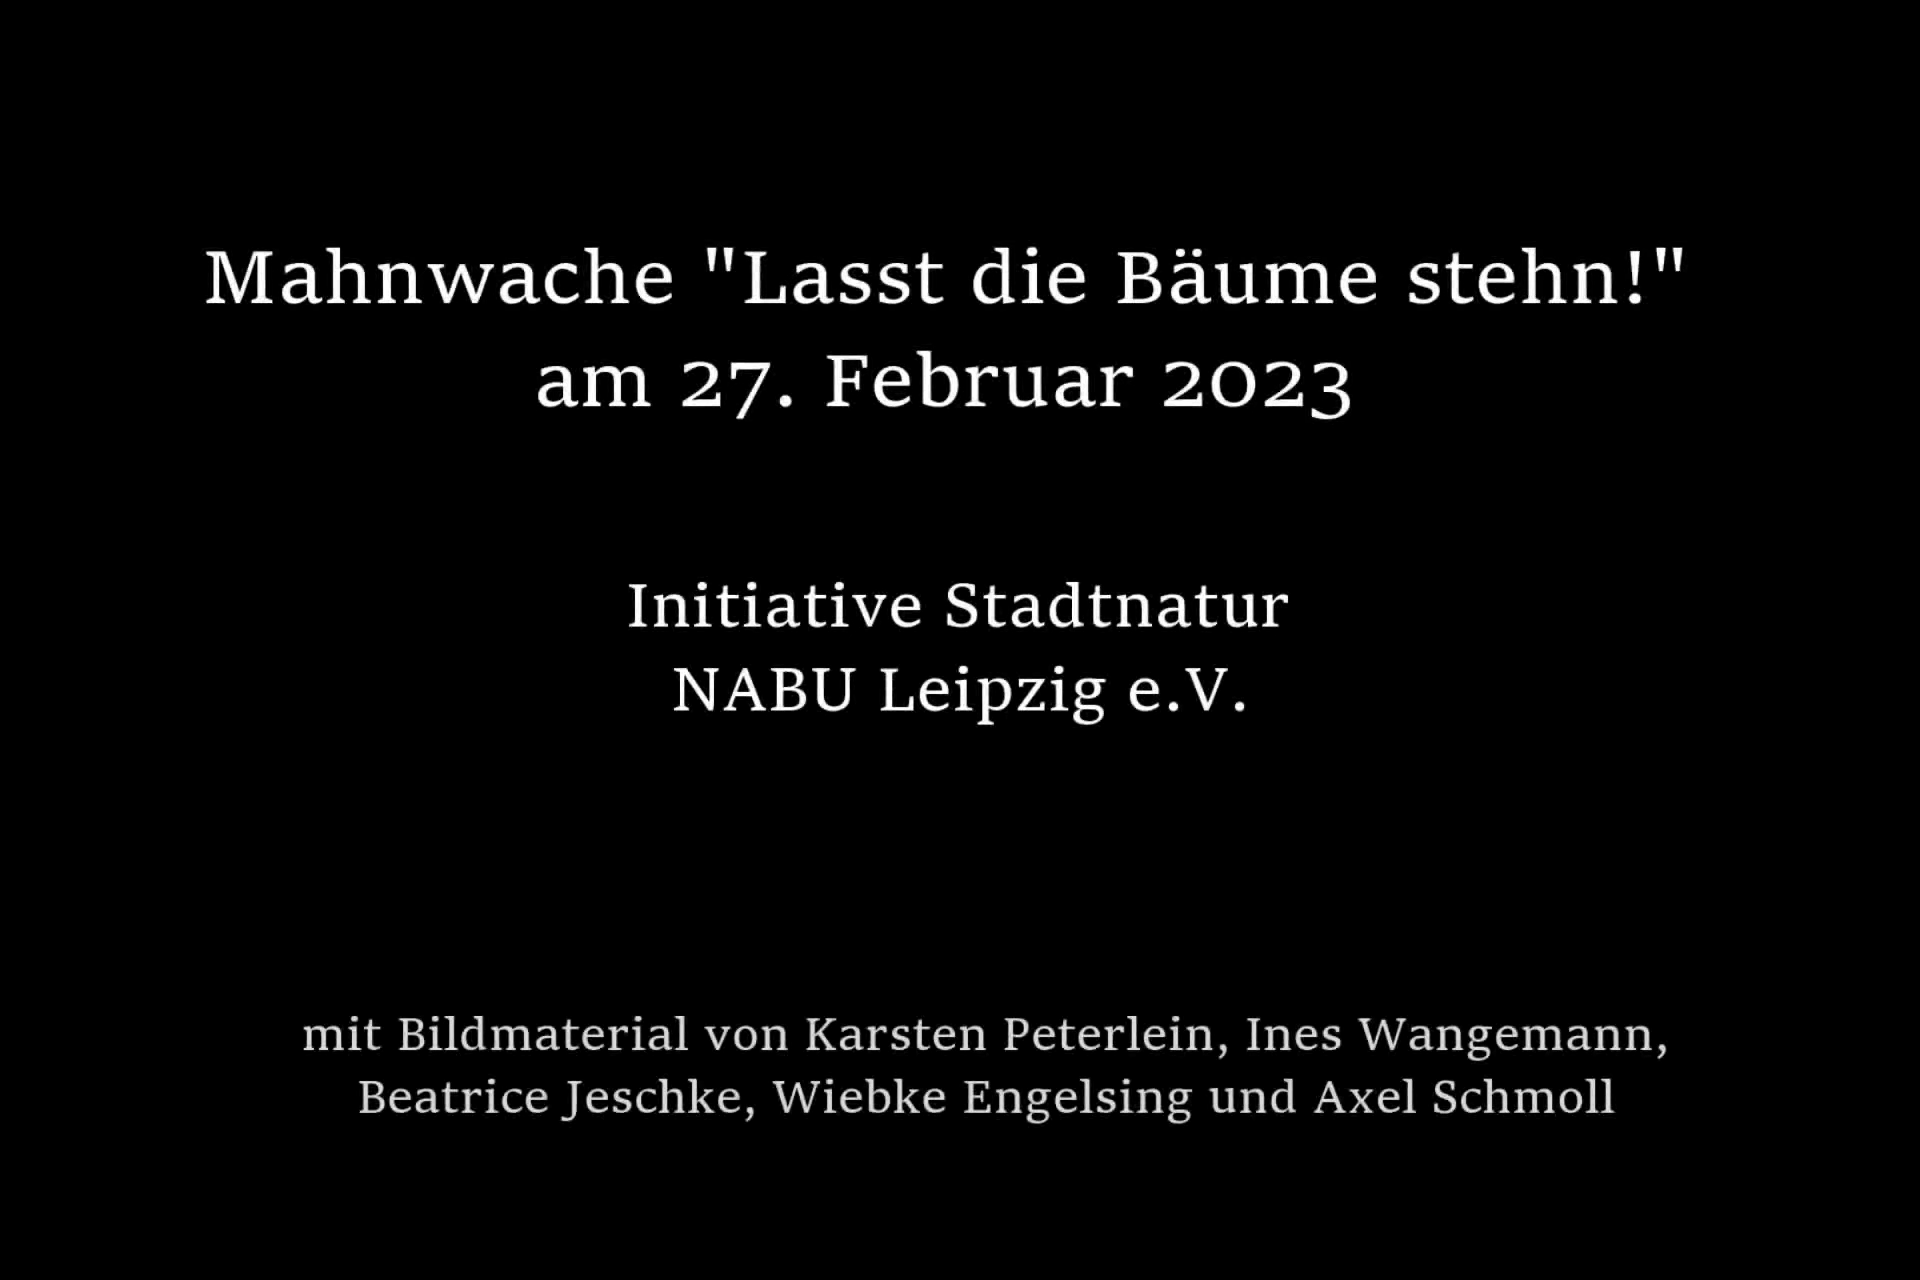 Mahnwache "Lasst die Bäume stehn!"
am 27. Februar 2023
Initiative Stadtnatur
NABU Leipzig e.V.
mit Bildmaterial von Karsten Peterlein, Ines Wangemann,
Beatrice Jeschke, Wiebke Engelsing und Axel Schmoll